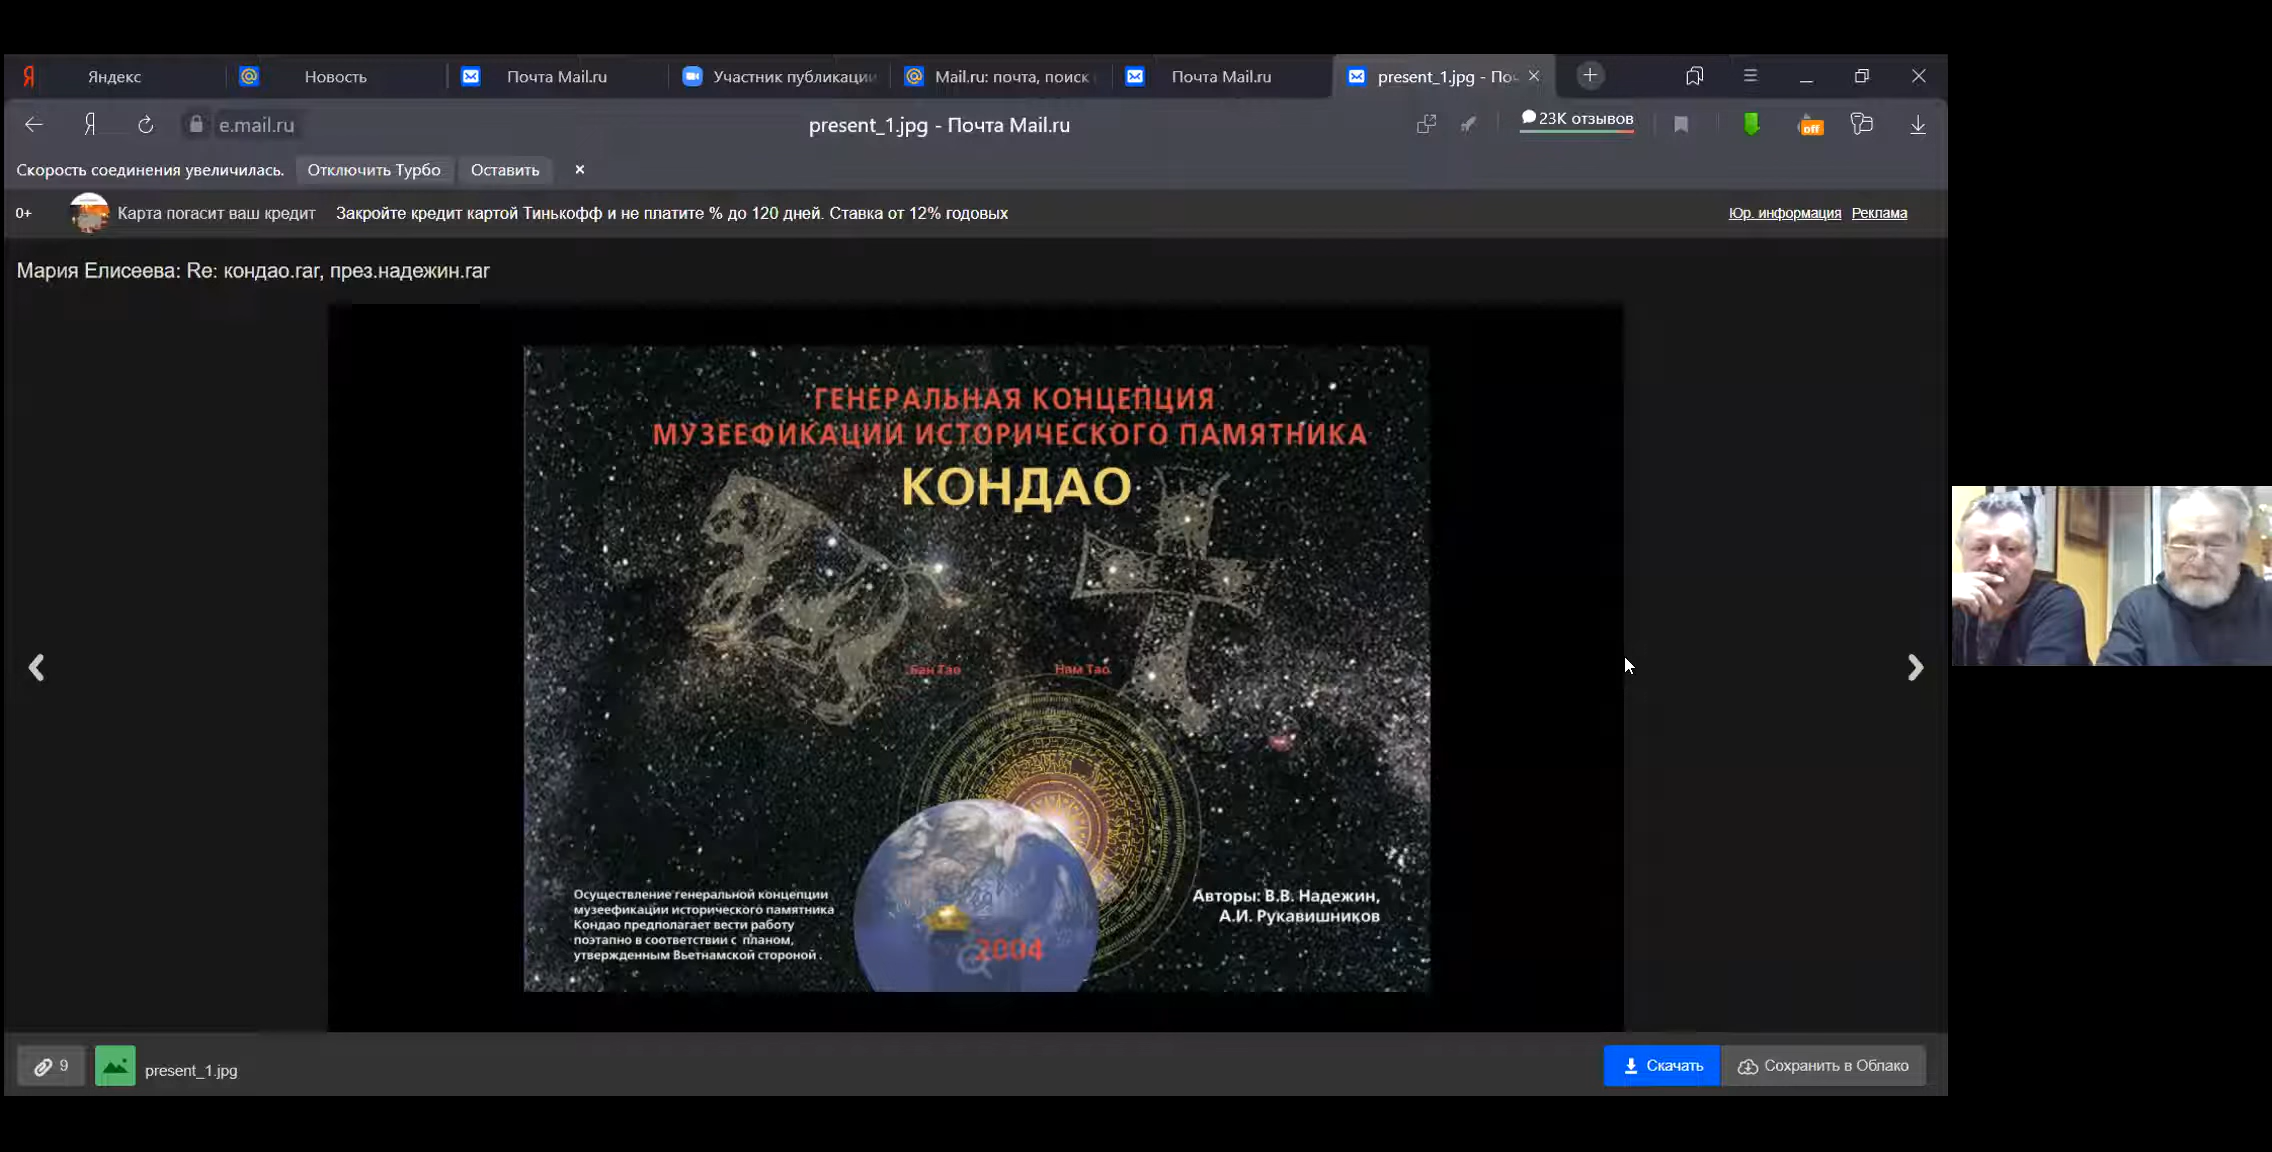 Яндекс
Новость
Почта Mail.ru
Участник публикации
Mail.ru: почта, поиск
Почта Mail.ru
present_1.jpg - По
Я
e.mail.ru
present_1.jpg - Почта Mail.ru
23K отзывов
off
Скорость соединения увеличилась.
Отключить Турбо
Оставить
0+
Карта погасит ваш кредит
Закройте кредит картой Тинькофф и не платите % до 120 дней. Ставка от 12% годовых
Юр. информация
Реклама
Мария Елисеева: Re: кондао.rar, през.надежин.rar
ГЕНЕРАЛЬНАЯ КОНЦЕПЦИЯ
МУЗЕЕФИКАЦИИ ИСТОРИЧЕСКОГО ПАМЯТНИКА
КОНДАО
Бан Тао
Нам Тао
Осуществление генеральной концепции
музеефикации исторического памятника
Кондао предполагает вести работу
поэтапно в соответствии с планом,
утвержденным Вьетнамской стороной .
Авторы: В.В. Надежин,
А.И. Рукавишников
2004
9
present_1.jpg
Скачать
Сохранить в Облако